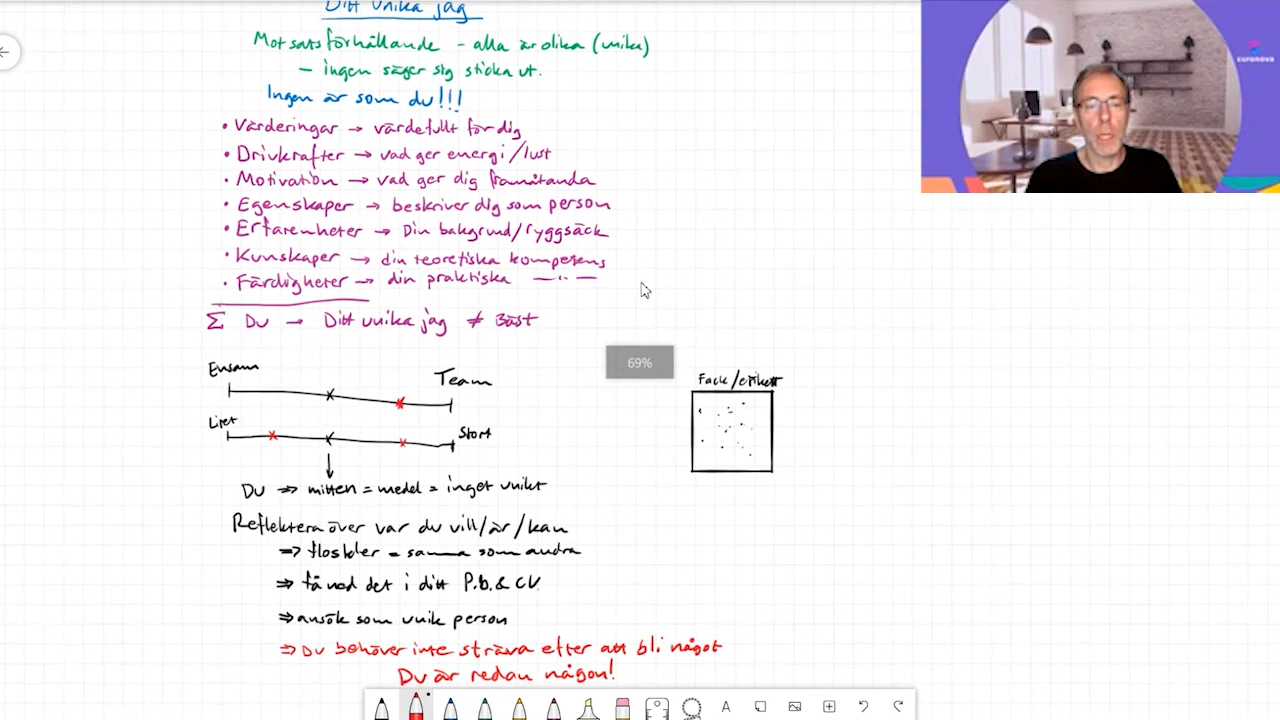 Ditt unika jag
Motsatsförhållande - alla är olika (unika)
- ingen säger sig sticka ut.
Ingen är som du!!!
• Värderingar → värdefullt för dig
• Drivkrafter → vad ger energi/lust
• Motivation → vad ger dig framåtanda
• Egenskaper → beskriver dig som person
• Erfarenheter → Din bakgrund/ryggsäck
• Kunskaper → din teoretiska kompetens
• Färdigheter → din praktiska —ıı—
Σ Du → Ditt unika jag ≠ Bäst
69%
Ensam
Team
Fack/etikett
Litet
Stort
Du ⇒ mitten = medel = inget unikt
Reflektera över var du vill/är/kan
⇒ floskler = samma som andra
⇒ få ned det i ditt P.b. & CV.
⇒ ansök som unik person
⇒ Du behöver inte sträva efter att bli något
Du är redan någon!
A